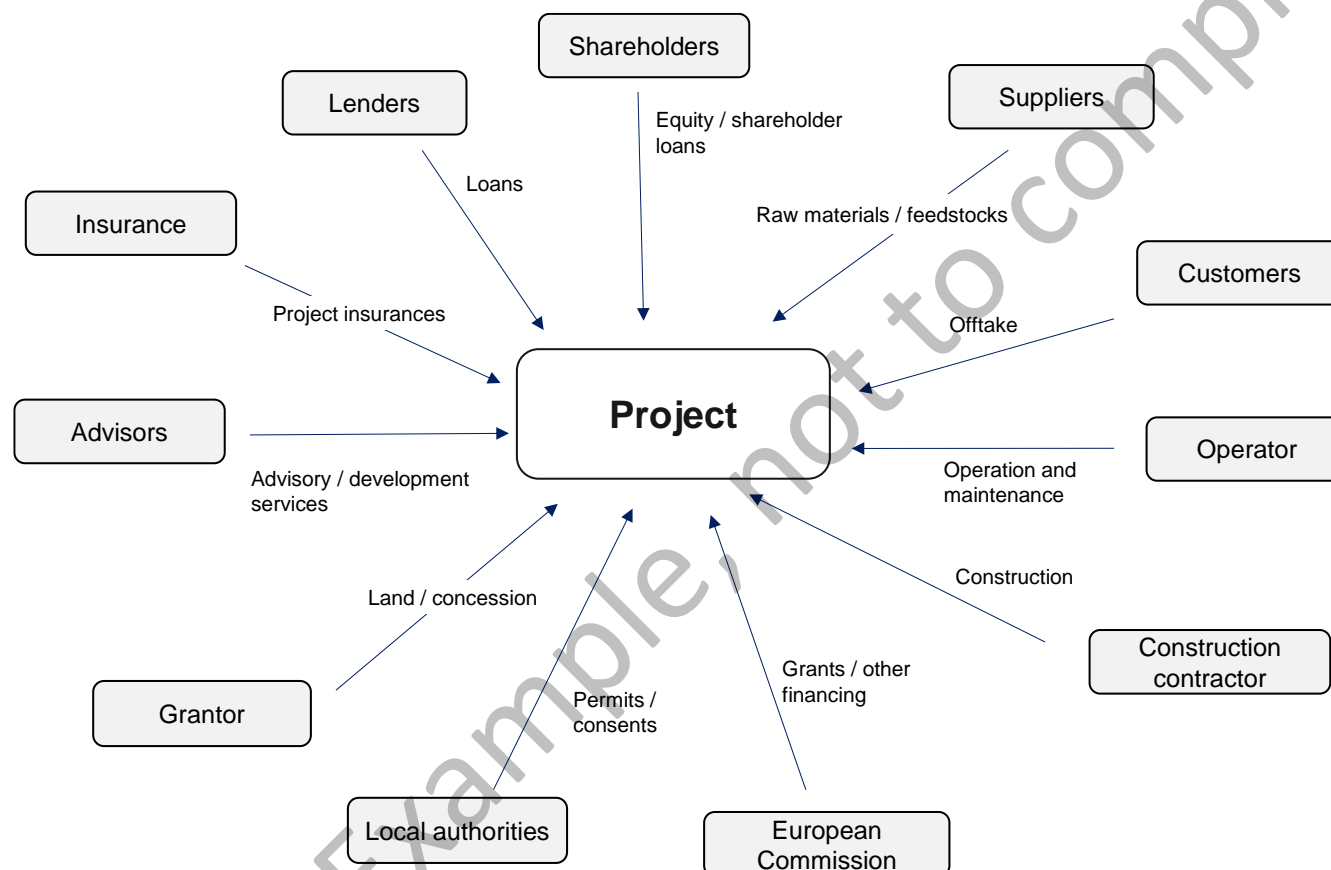 Shareholders
Lenders
Suppliers
Equity / shareholder
loans
Loans
Raw materials / feedstocks
Insurance
Customers
Project insurances
Offtake
Project
Advisors
Operator
Advisory / development
services
Operation and
maintenance
Construction
Land / concession
Construction
contractor
Grants / other
financing
Permits /
consents
Grantor
Local authorities
European
Commission
Example, not to compl